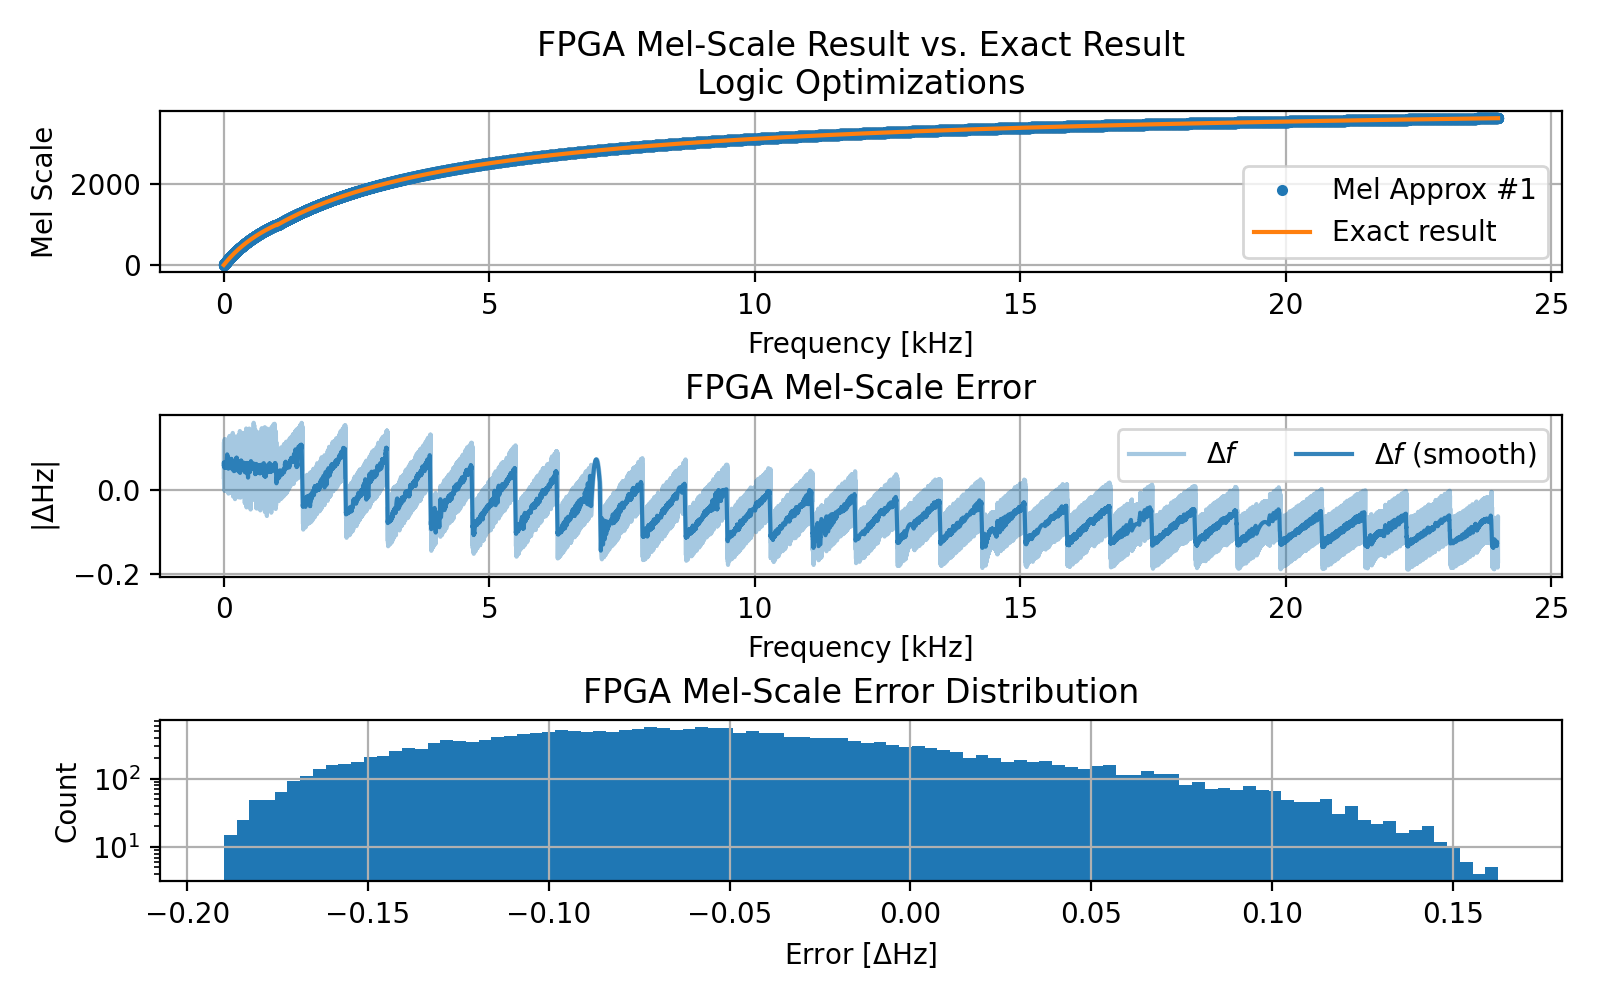 FPGA Mel-Scale Result vs. Exact Result
Logic Optimizations
Mel Scale
2000
0
Mel Approx #1
Exact result
0 5 10 15 20 25
Frequency [kHz]
FPGA Mel-Scale Error
|ΔHz|
0.0
−0.2
Δf Δf (smooth)
0 5 10 15 20 25
Frequency [kHz]
FPGA Mel-Scale Error Distribution
Count
10²
10¹
−0.20 −0.15 −0.10 −0.05 0.00 0.05 0.10 0.15
Error [ΔHz]